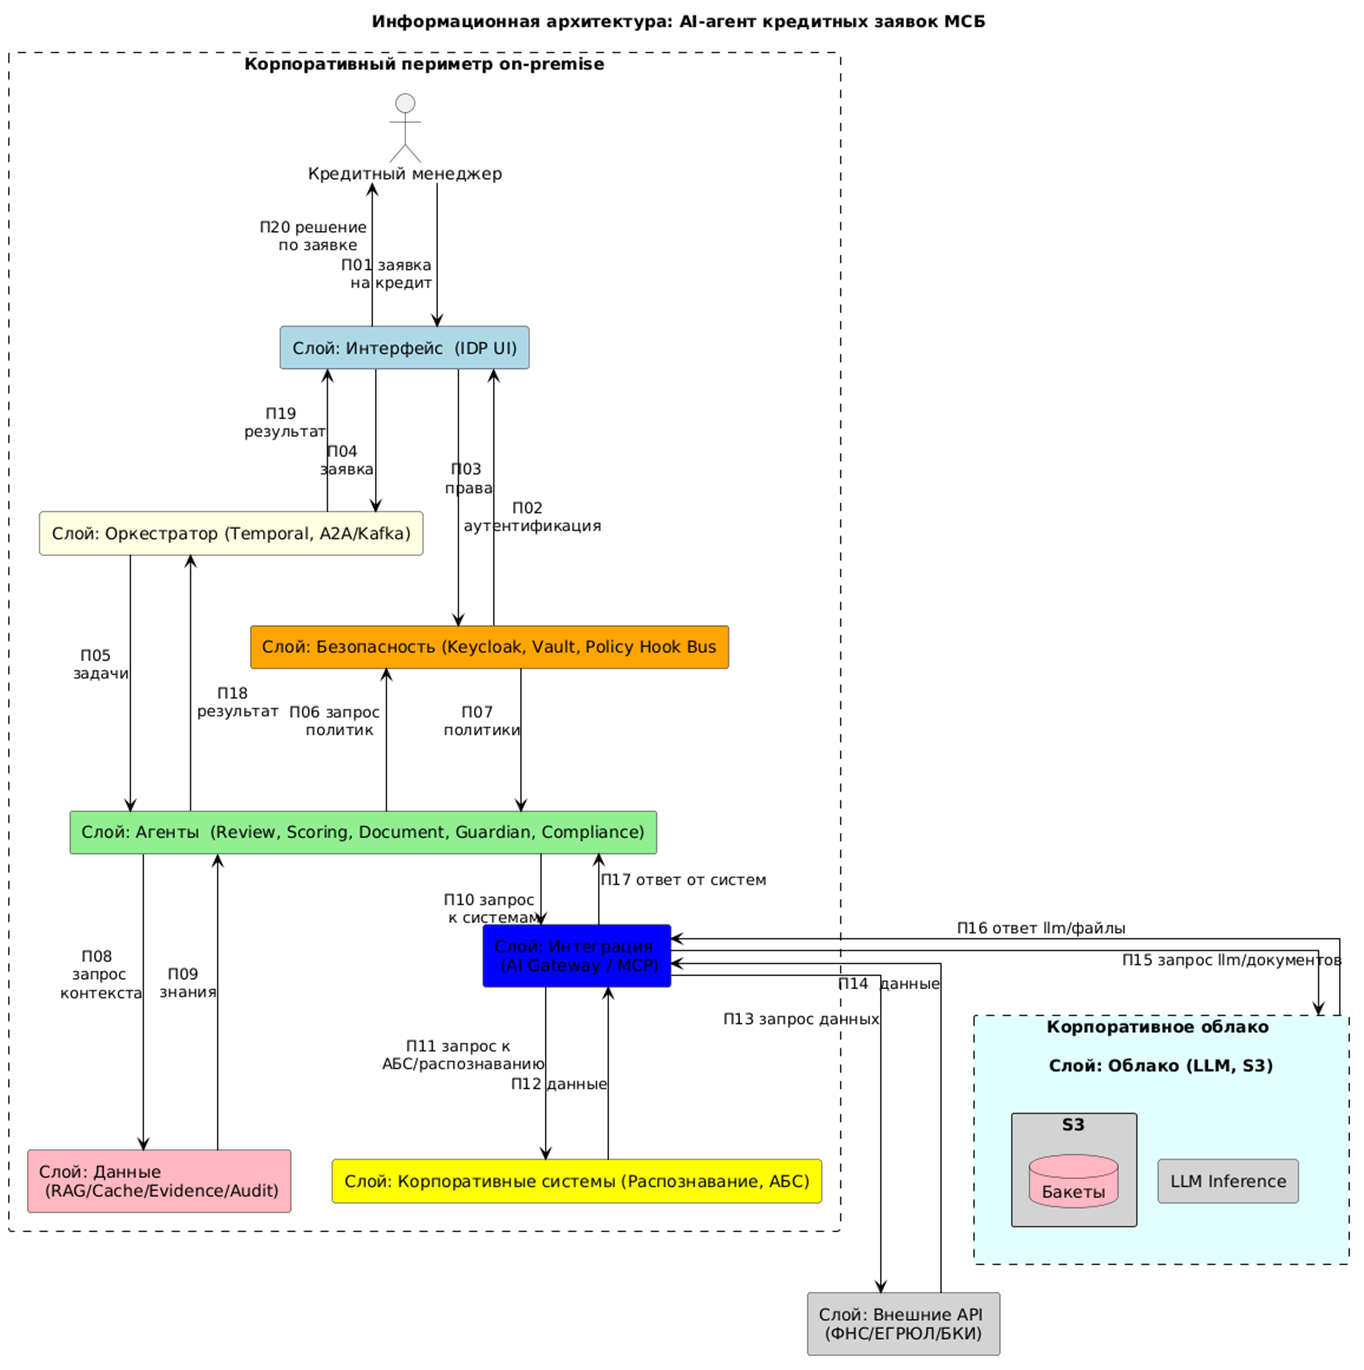 Информационная архитектура: AI-агент кредитных заявок МСБ
Корпоративный периметр on-premise
Кредитный менеджер
П20 решение
по заявке
П01 заявка
на кредит
Слой: Интерфейс  (IDP UI)
П19
результат
П04
заявка
П03
права
П02
аутентификация
Слой: Оркестратор (Temporal, A2A/Kafka)
Слой: Безопасность (Keycloak, Vault, Policy Hook Bus
П05
задачи
П18
результат
П06 запрос
политик
П07
политики
Слой: Агенты  (Review, Scoring, Document, Guardian, Compliance)
П17 ответ от систем
П10 запрос
к системам
П08
запрос
контекста
П09
знания
Слой: Интеграция
(AI Gateway / MCP)
П16 ответ llm/файлы
П15 запрос llm/документов
П14  данные
П13 запрос данных
П11 запрос к
АБС/распознаванию
П12 данные
Корпоративное облако
Слой: Облако (LLM, S3)
S3
Бакеты
LLM Inference
Слой: Данные
(RAG/Cache/Evidence/Audit)
Слой: Корпоративные системы (Распознавание, АБС)
Слой: Внешние API
(ФНС/ЕГРЮЛ/БКИ)